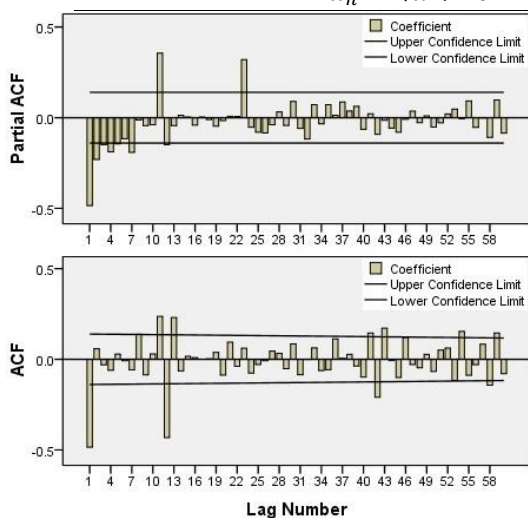 0.5
Coefficient
Upper Confidence Limit
Lower Confidence Limit
Partial ACF
0.0
-0.5
1 4 7 10 13 16 19 22 25 28 31 34 37 40 43 46 49 52 55 58
0.5
Coefficient
Upper Confidence Limit
Lower Confidence Limit
ACF
0.0
-0.5
1 4 7 10 13 16 19 22 25 28 31 34 37 40 43 46 49 52 55 58
Lag Number